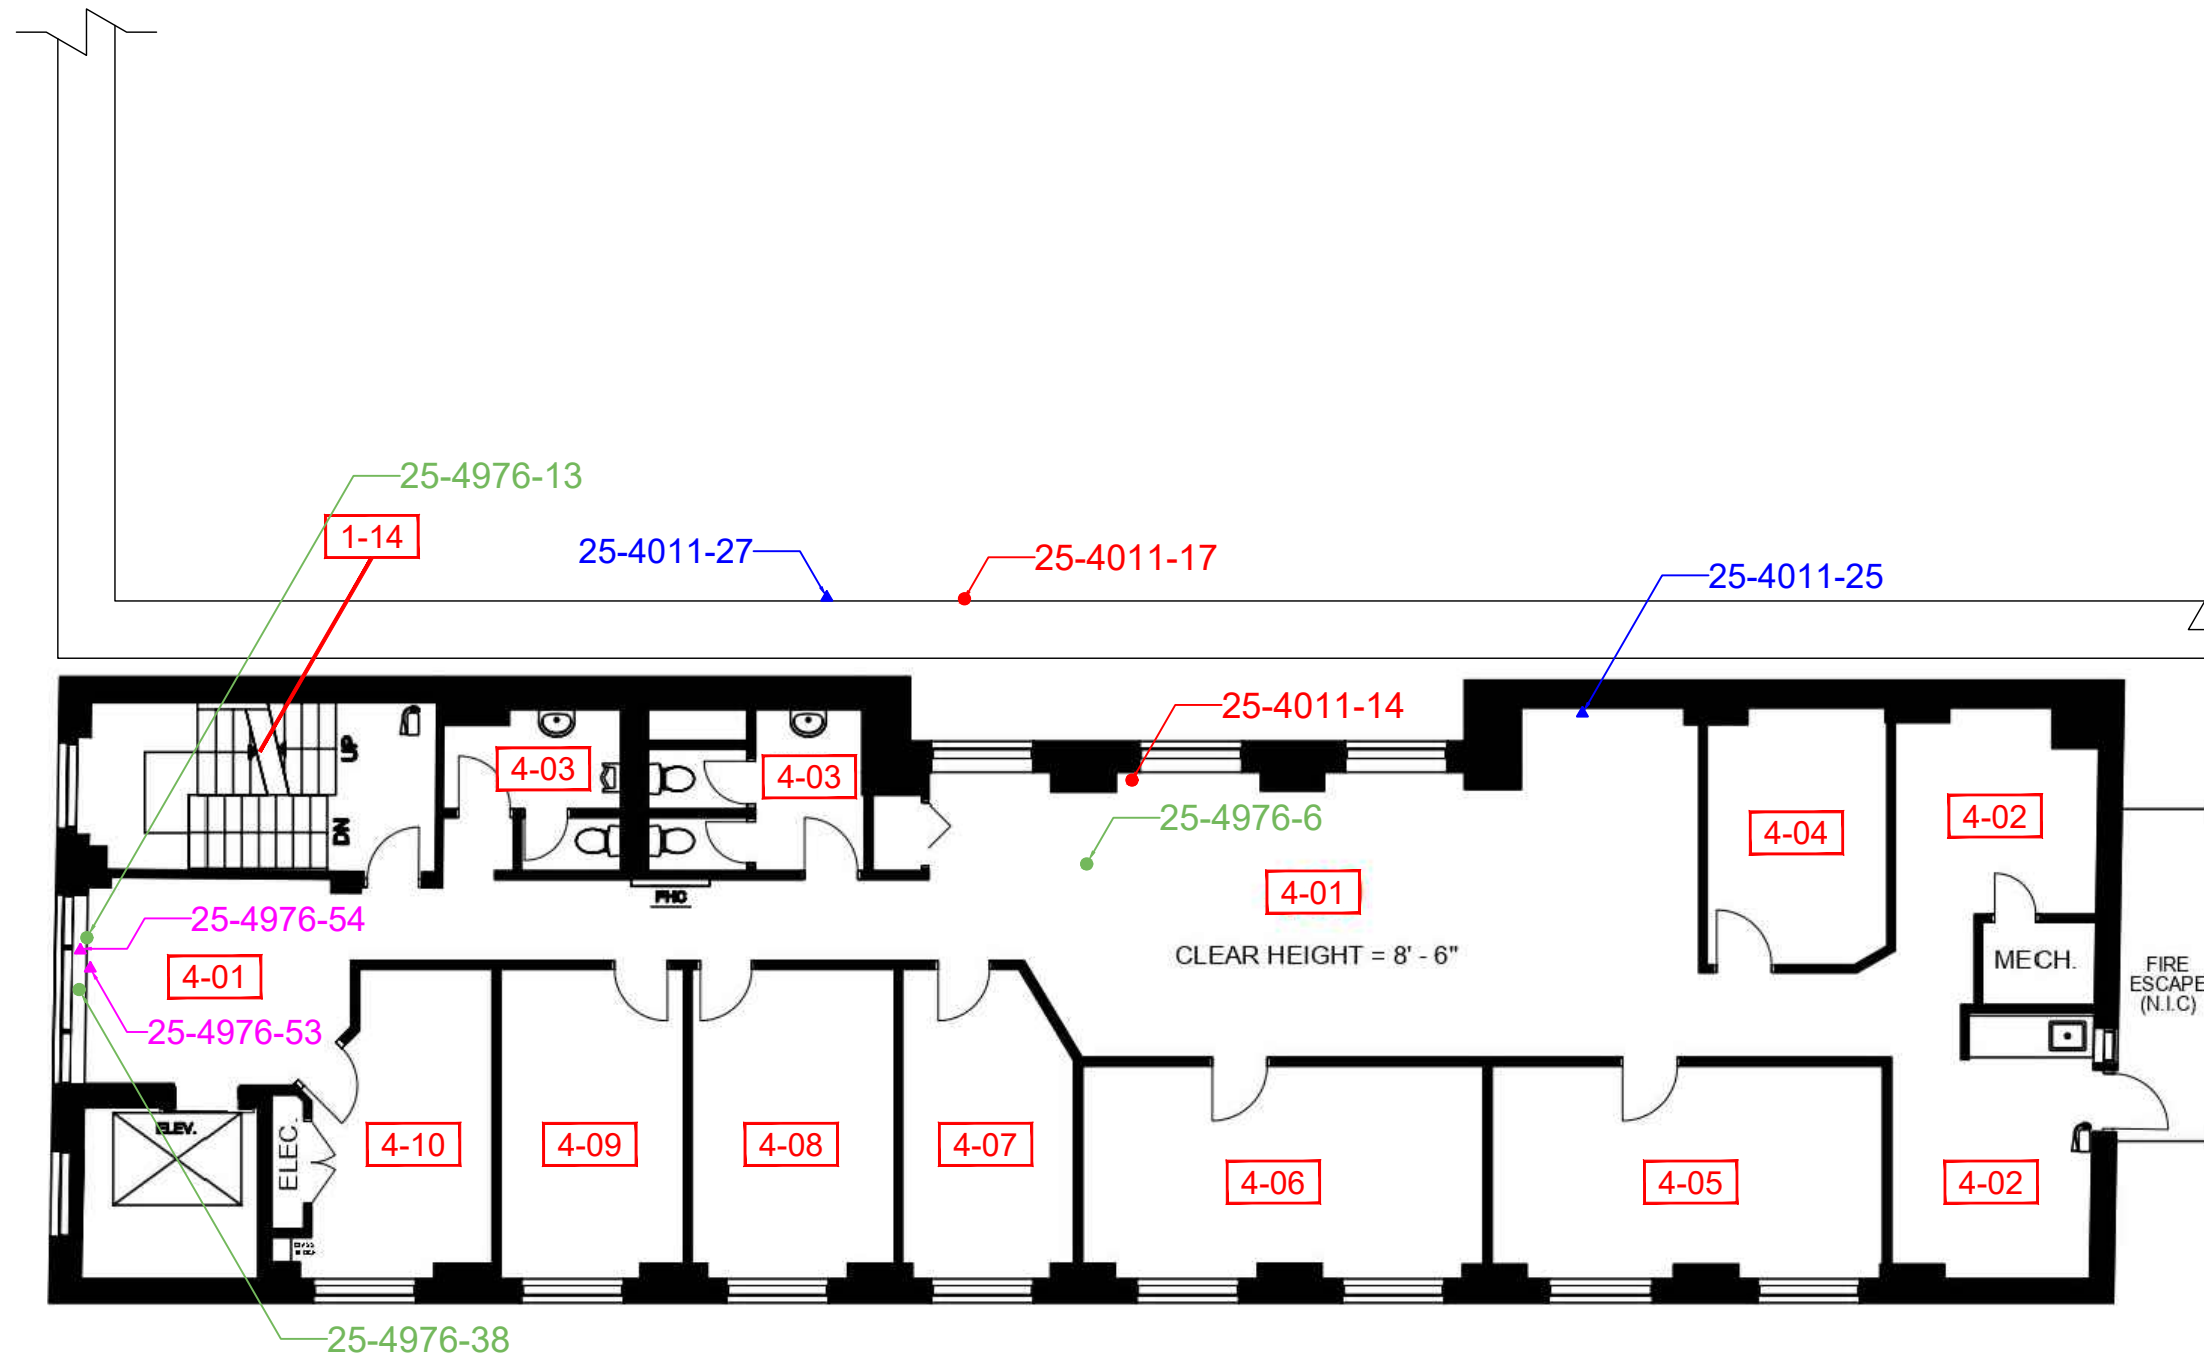 25-4976-13
1-14
25-4011-27
25-4011-17
25-4011-25
25-4011-14
UP
DN
4-03
4-03
25-4976-6
4-04
4-02
4-01
FHC
25-4976-54
4-01
25-4976-53
CLEAR HEIGHT = 8' - 6"
MECH.
FIRE
ESCAPE
(N.I.C)
ELEV.
ELEC.
4-10
4-09
4-08
4-07
4-06
4-05
4-02
25-4976-38